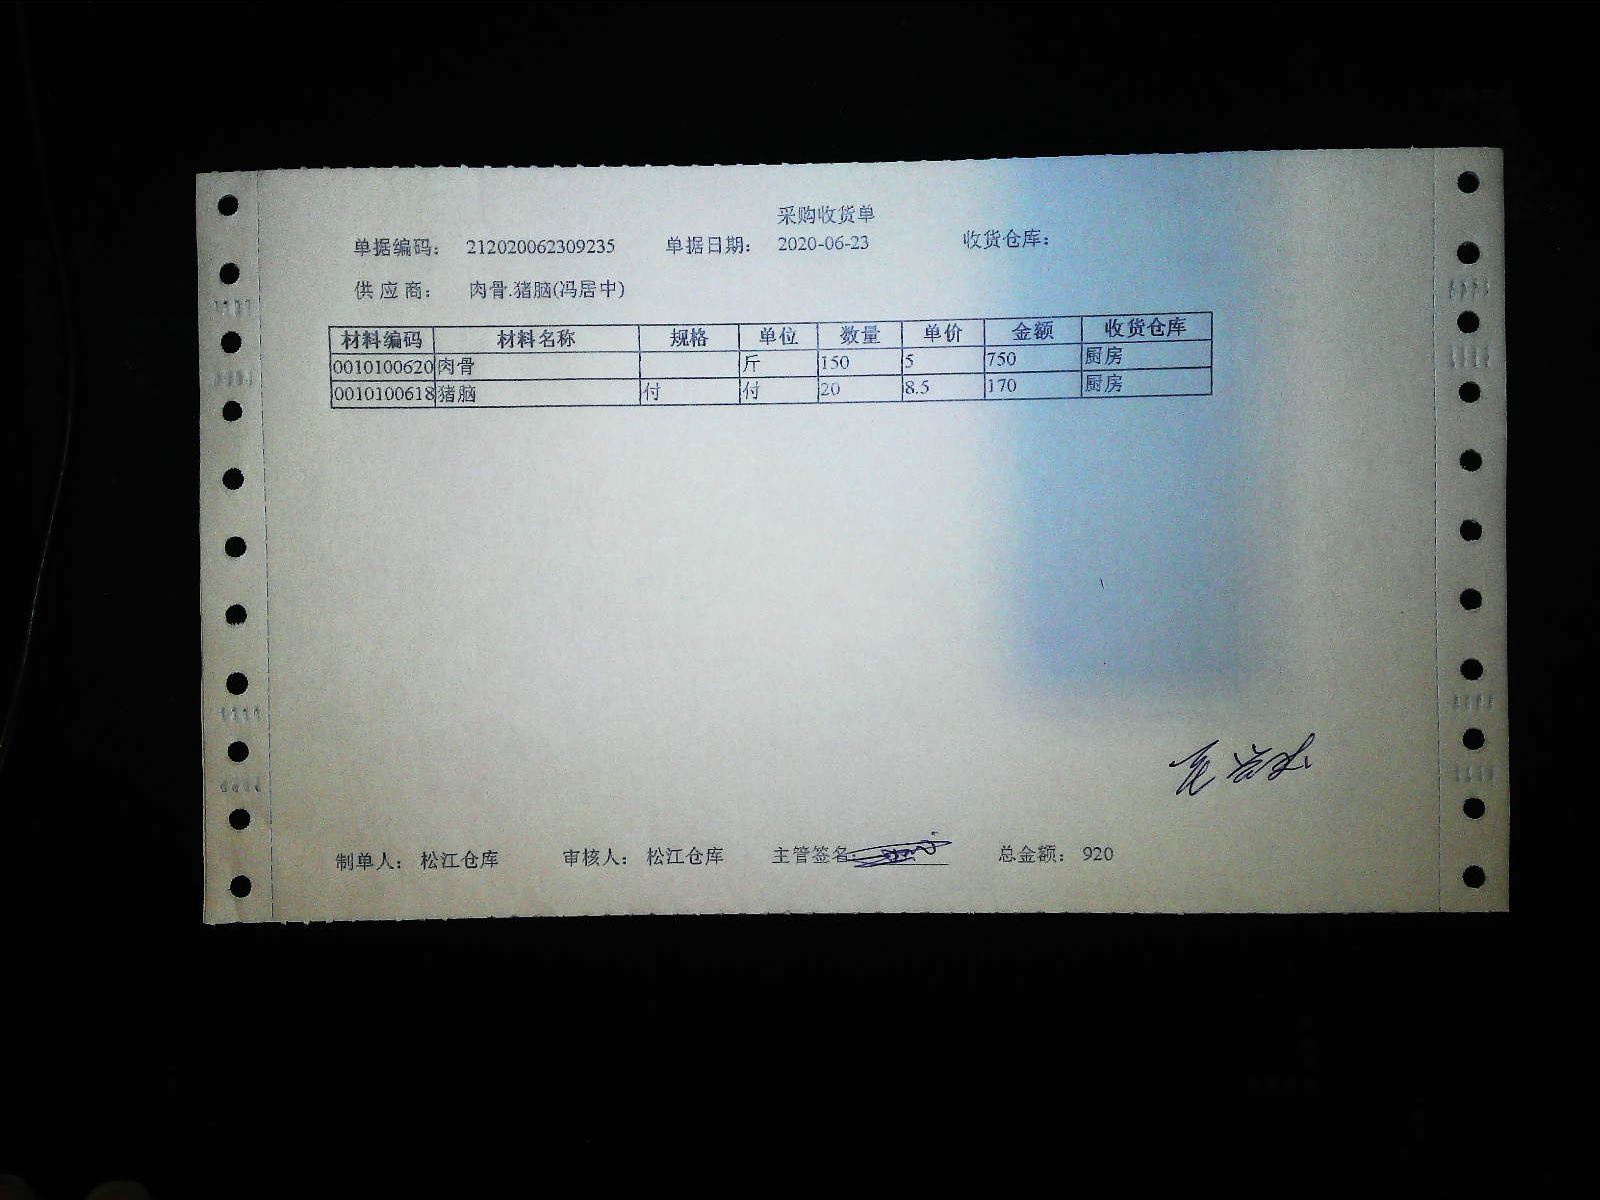 采购收货单
单据编码： 212020062309235 单据日期： 2020-06-23 收货仓库：
供 应 商： 肉骨.猪脑(冯居中)
材料编码 材料名称 规格 单位 数量 单价 金额 收货仓库
0010100620 肉骨 斤 150 5 750 厨房
0010100618 猪脑 付 付 20 8.5 170 厨房
制单人： 松江仓库 审核人： 松江仓库 主管签名： 总金额： 920